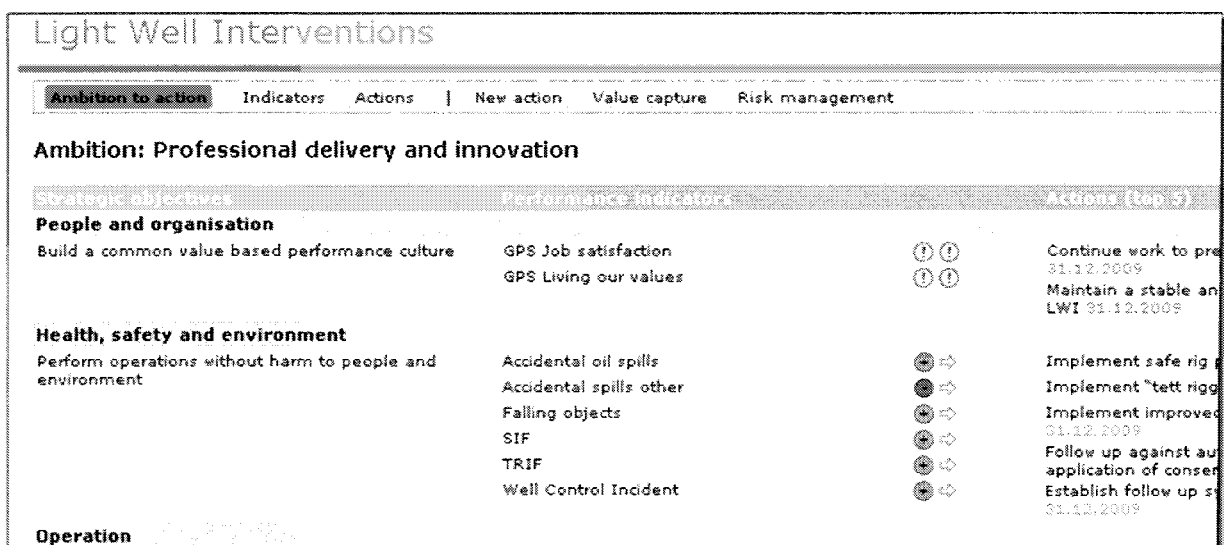 Light Well Interventions
Ambition to action Indicators Actions | New action Value capture Risk management
Ambition: Professional delivery and innovation
Strategic objectives Performance indicators Actions (top 5)
People and organisation
Build a common value based performance culture GPS Job satisfaction Continue work to pre
31.12.2009
GPS Living our values
Maintain a stable an
LWI 31.12.2009
Health, safety and environment
Perform operations without harm to people and Accidental oil spills Implement safe rig p
environment
Accidental spills other Implement "tett rigg
Falling objects Implement improved
31.12.2009
SIF
Follow up against aut
TRIF application of conser
Well Control Incident Establish follow up sy
31.12.2009
Operation